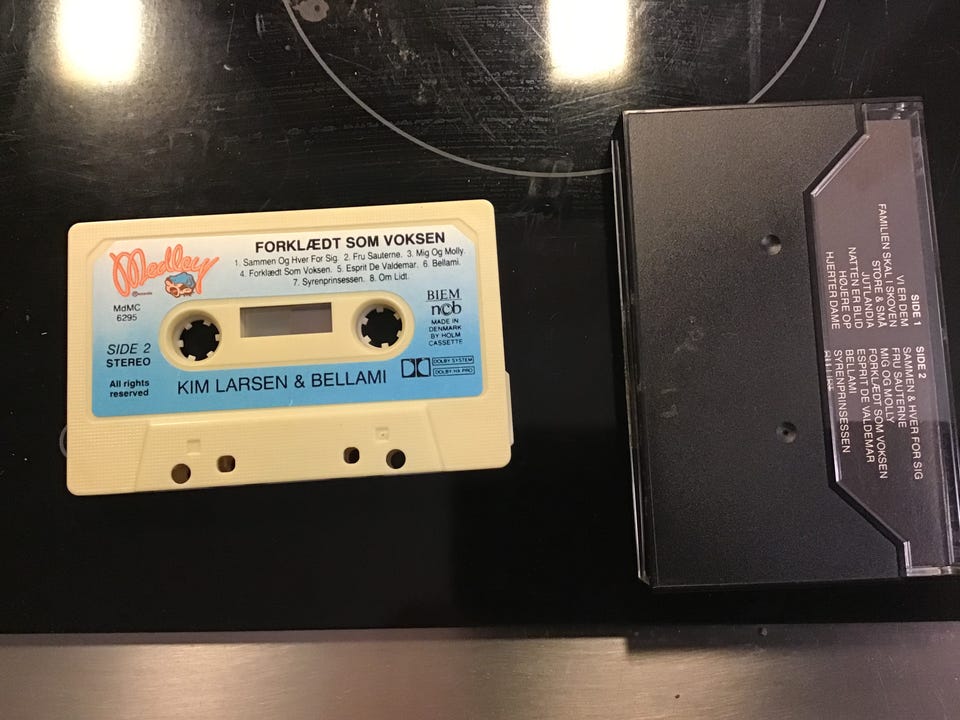 Medley
FORKLÆDT SOM VOKSEN
1. Sammen Og Hver For Sig. 2. Fru Sauterne. 3. Mig Og Molly.
4. Forklædt Som Voksen. 5. Esprit De Valdemar. 6. Bellami.
7. Syrenprinsessen. 8. Om Lidt.
MdMC
6295
SIDE 2
STEREO
All rights
reserved
BIEM
ncb
MADE IN
DENMARK
BY HOLM
CASSETTE
DOLBY SYSTEM
DOLBY HX PRO
KIM LARSEN & BELLAMI
SIDE 1
VI ER DEM
FAMILIEN SKAL I SKOVEN
STORE & SMÅ
JUTLANDIA
NATTEN ER BLID
HØJERE OP
HJERTER DAME
SIDE 2
SAMMEN & HVER FOR SIG
FRU SAUTERNE
MIG OG MOLLY
FORKLÆDT SOM VOKSEN
ESPRIT DE VALDEMAR
BELLAMI
SYRENPRINSESSEN